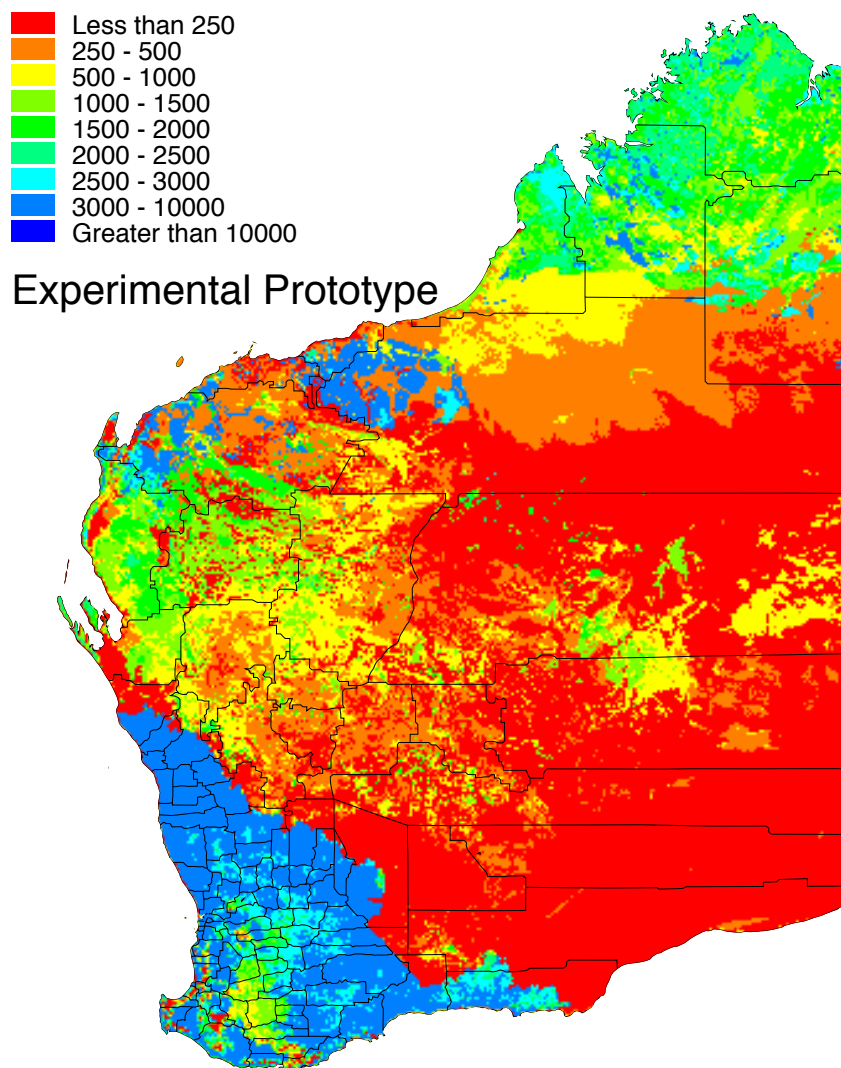 Less than 250
250 - 500
500 - 1000
1000 - 1500
1500 - 2000
2000 - 2500
2500 - 3000
3000 - 10000
Greater than 10000
Experimental Prototype